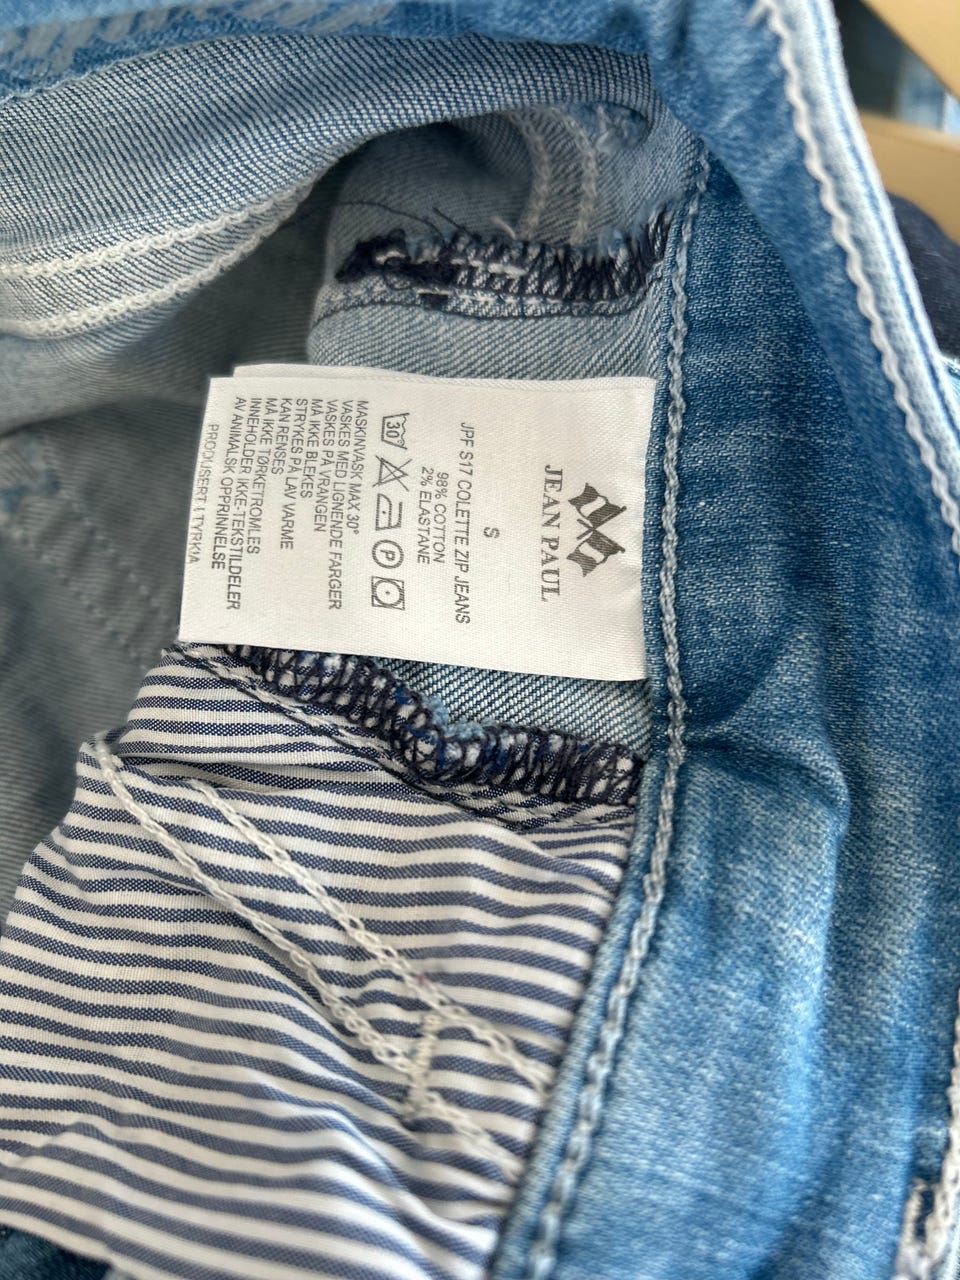 JEAN PAUL
S
JPF S17 COLETTE ZIP JEANS
98% COTTON
2% ELASTANE
30°
P
MASKINVASK MAX 30°
VASKES MED LIGNENDE FARGER
VASKES PÅ VRANGEN
MÅ IKKE BLEKES
STRYKES PÅ LAV VARME
KAN RENSES
MÅ IKKE TØRKETROMLES
INNEHOLDER IKKE-TEKSTILDELER
AV ANIMALSK OPPRINNELSE
PRODUSERT I TYRKIA